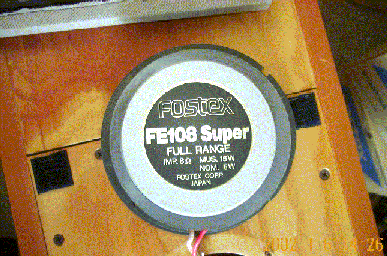 FOSTEX
FE108 Super
FULL RANGE
IMP. 8Ω MUS. 15W
NOM. 5W
FOSTEX CORP.
JAPAN